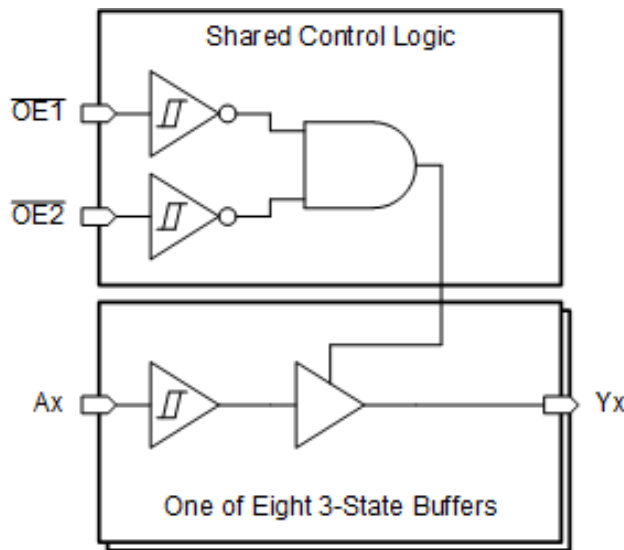 Shared Control Logic
OE1
OE2
Ax
Yx
One of Eight 3-State Buffers